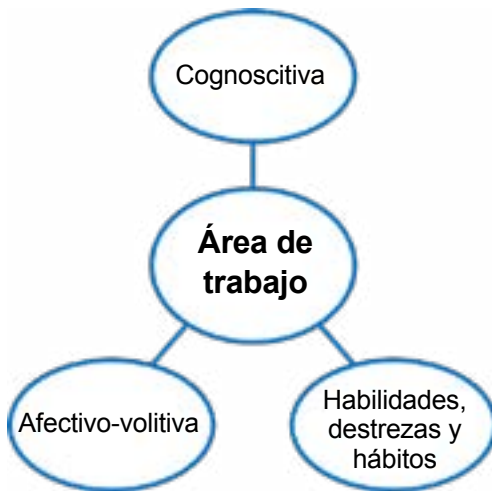 Cognoscitiva
Área de
trabajo
Afectivo-volitiva
Habilidades,
destrezas y
hábitos